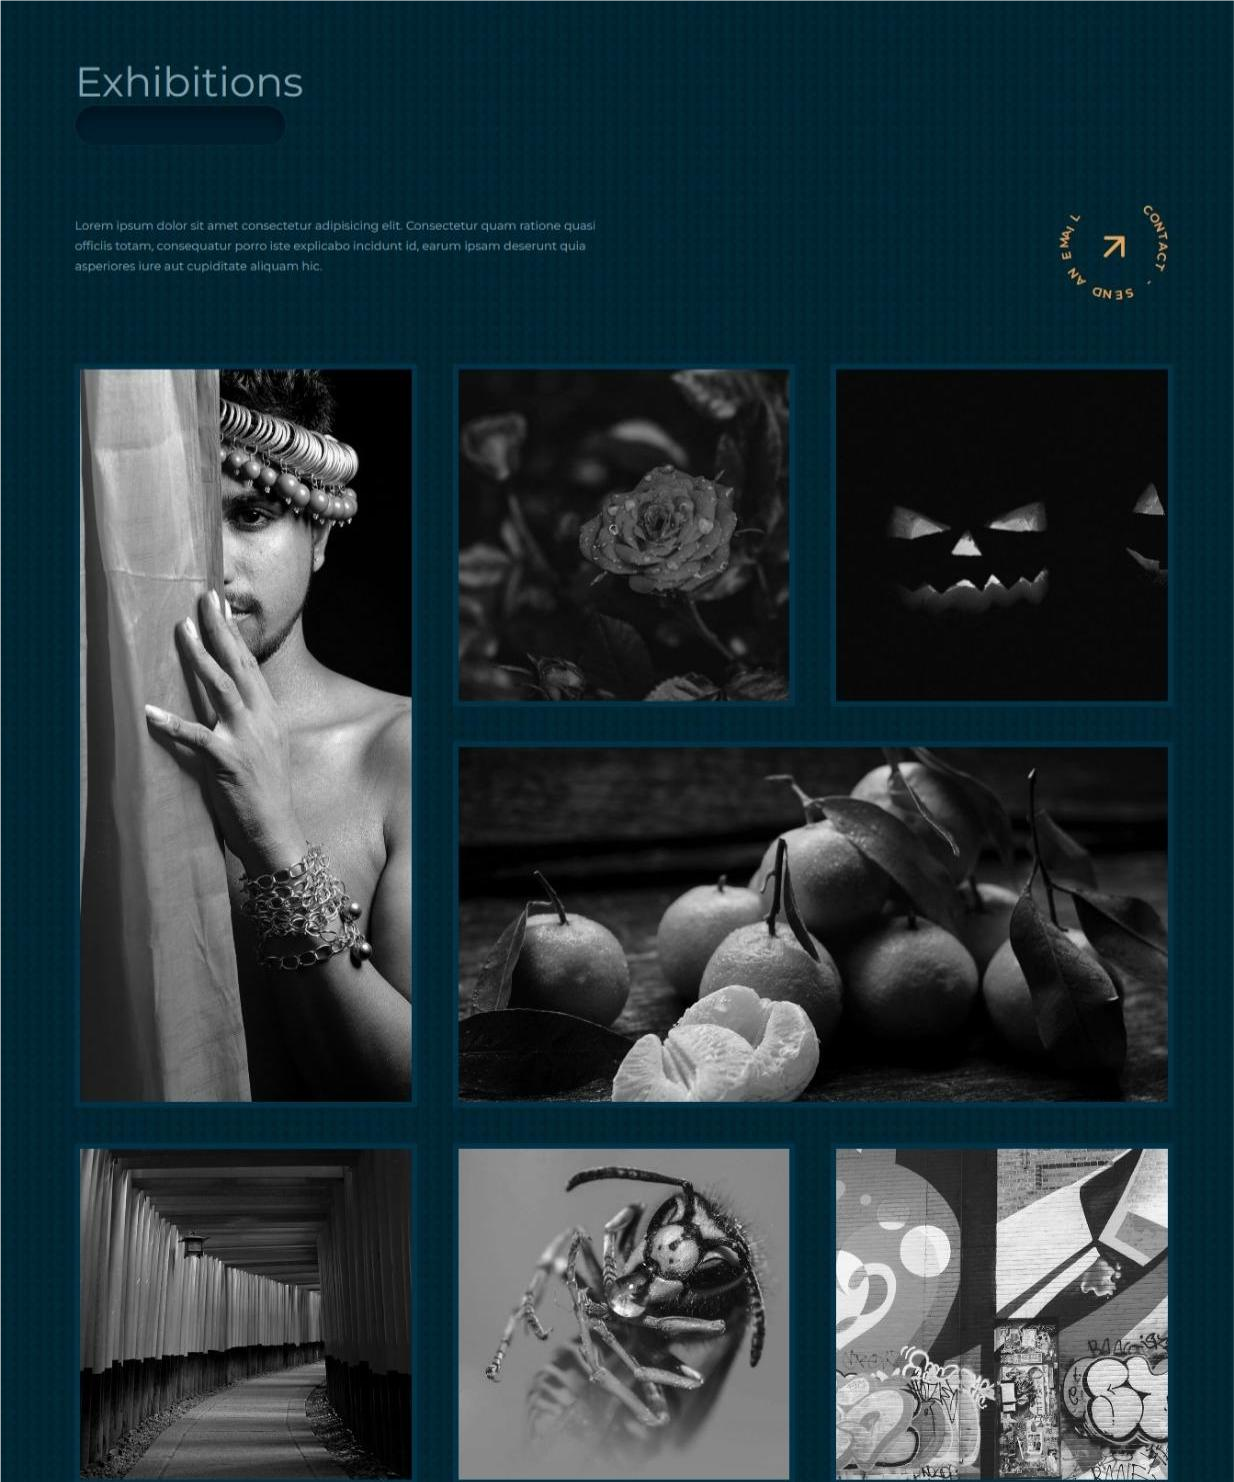 Exhibitions
Lorem ipsum dolor sit amet consectetur adipisicing elit. Consectetur quam ratione quasi
officiis totam, consequatur porro iste explicabo incidunt id, earum ipsam deserunt quia
asperiores iure aut cupiditate aliquam hic.
CONTACT - SEND AN EMAIL